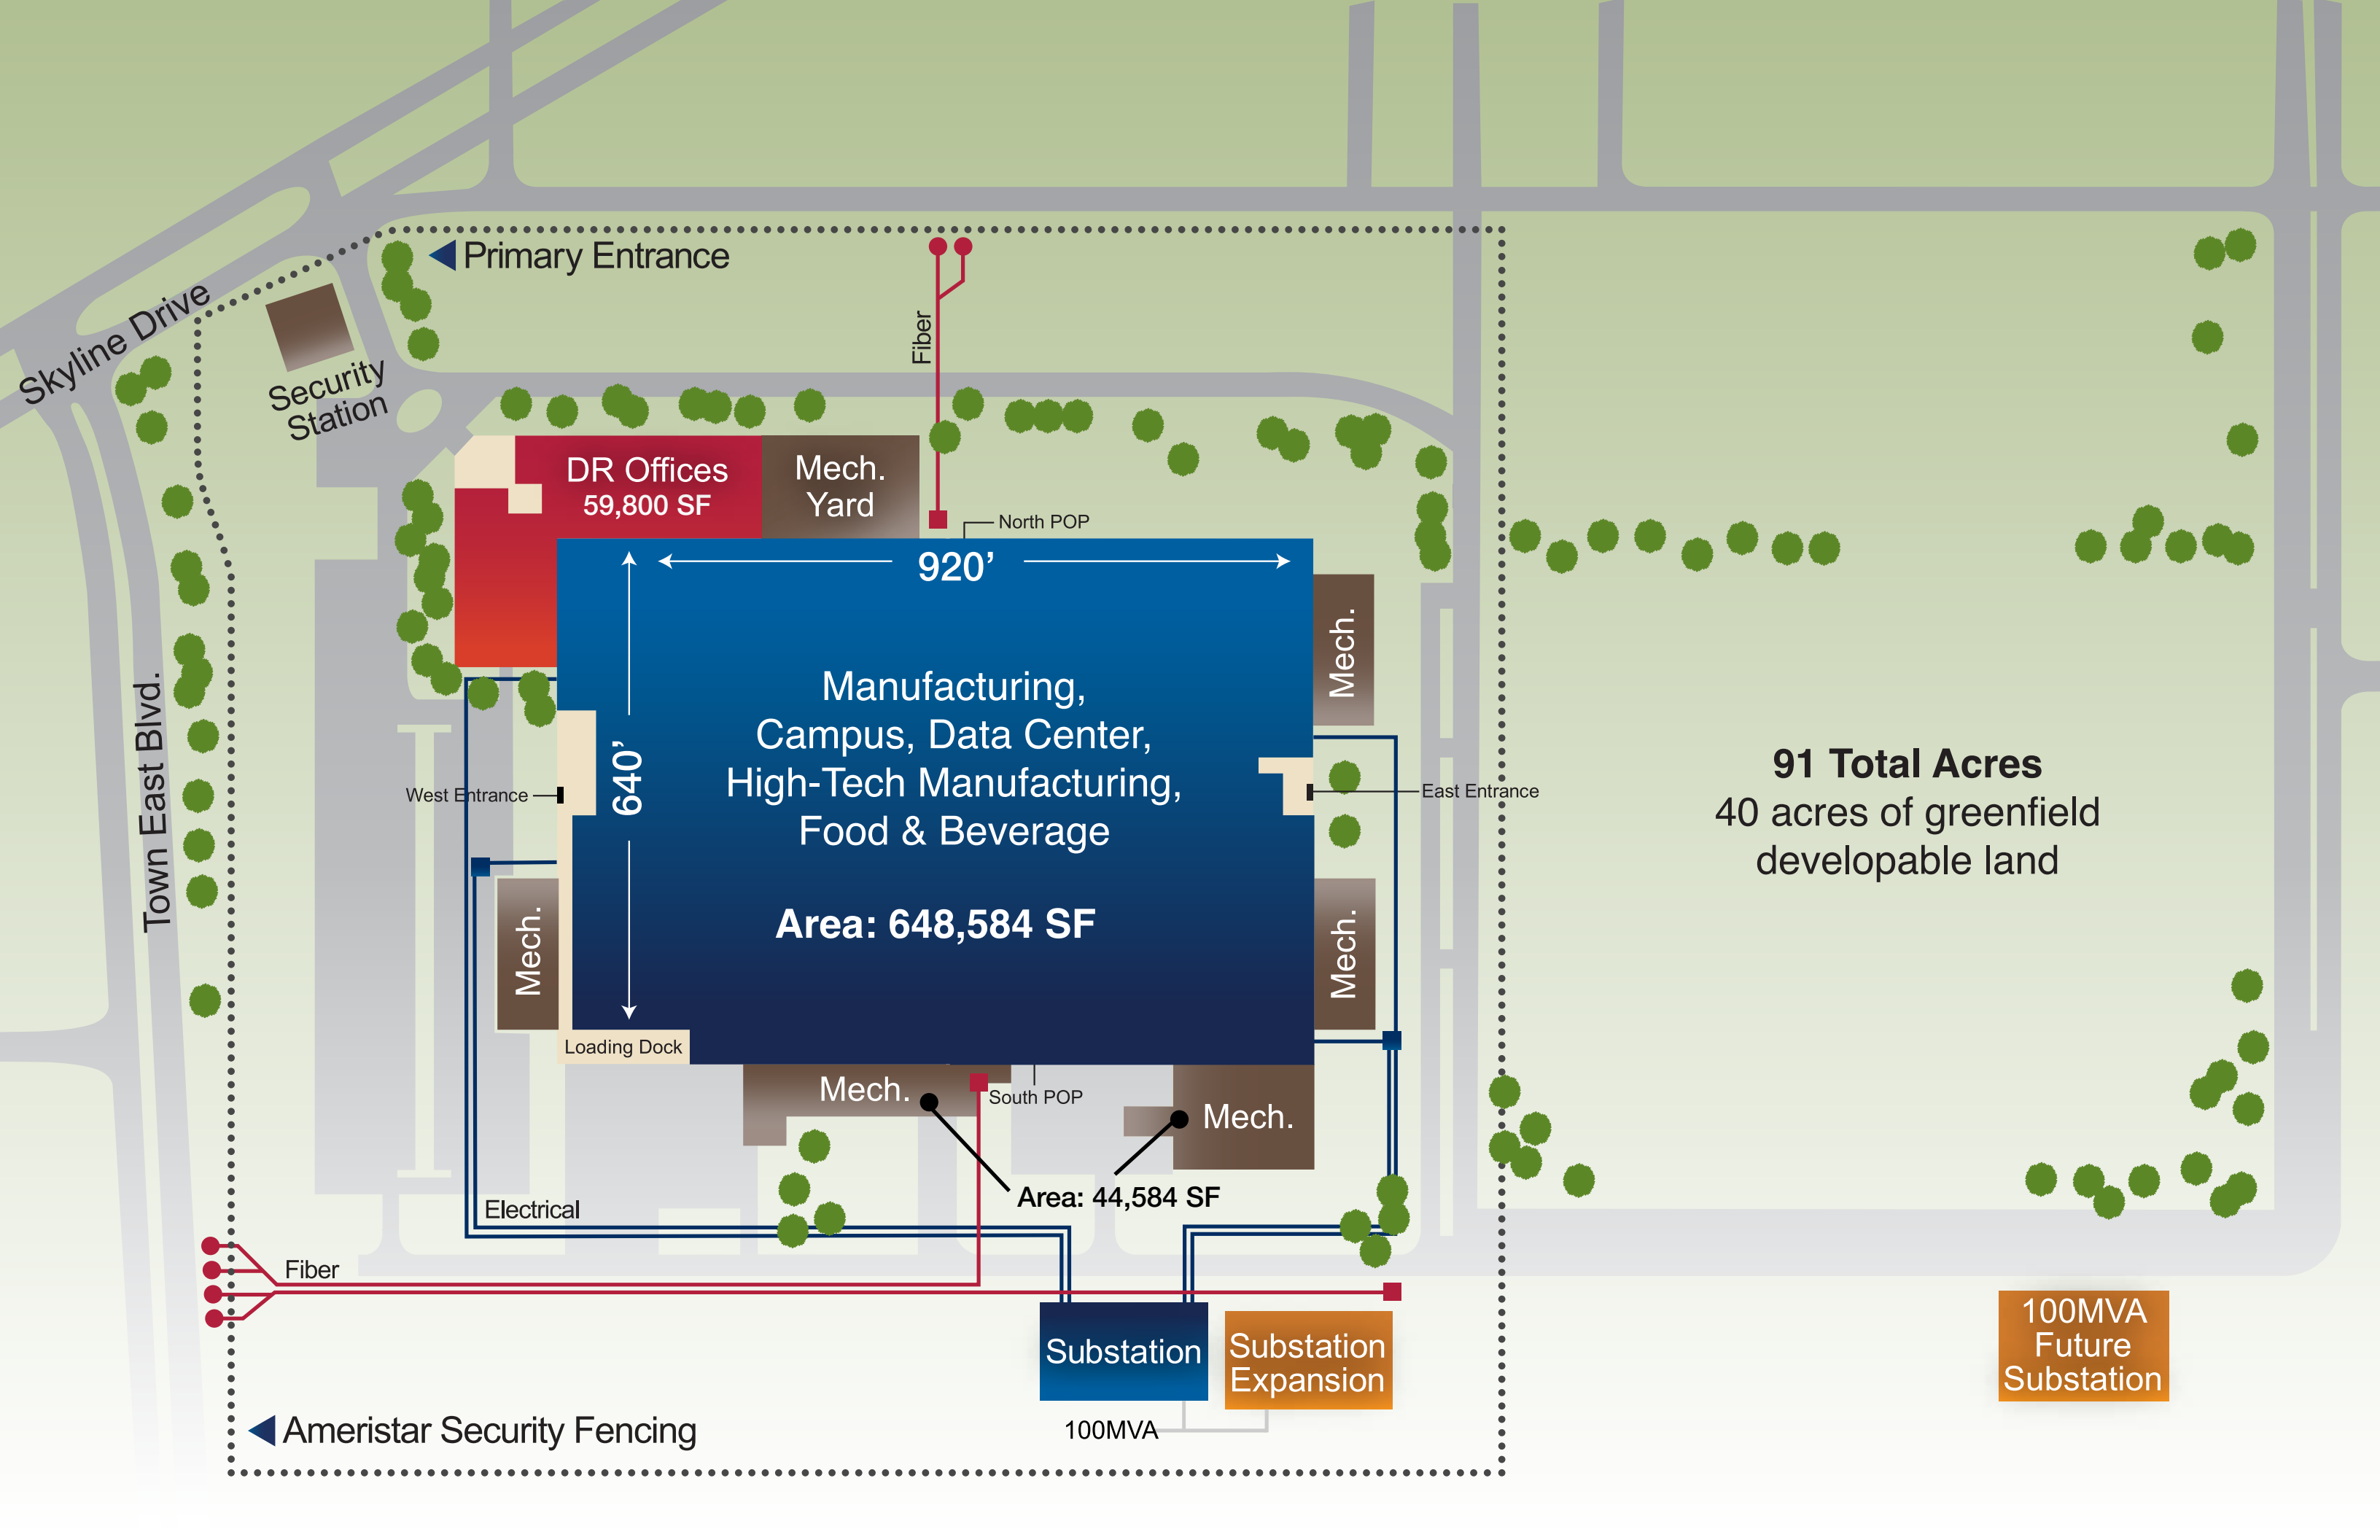 Primary Entrance
Skyline Drive
Security
Station
Fiber
DR Offices
59,800 SF
Mech.
Yard
North POP
920’
640’
Mech.
Manufacturing,
Campus, Data Center,
High-Tech Manufacturing,
Food & Beverage
Area: 648,584 SF
Town East Blvd.
West Entrance
East Entrance
91 Total Acres
40 acres of greenfield
developable land
Mech.
Mech.
Loading Dock
Mech.
South POP
Mech.
Area: 44,584 SF
Electrical
Fiber
Substation
Substation
Expansion
100MVA
Future
Substation
100MVA
Ameristar Security Fencing